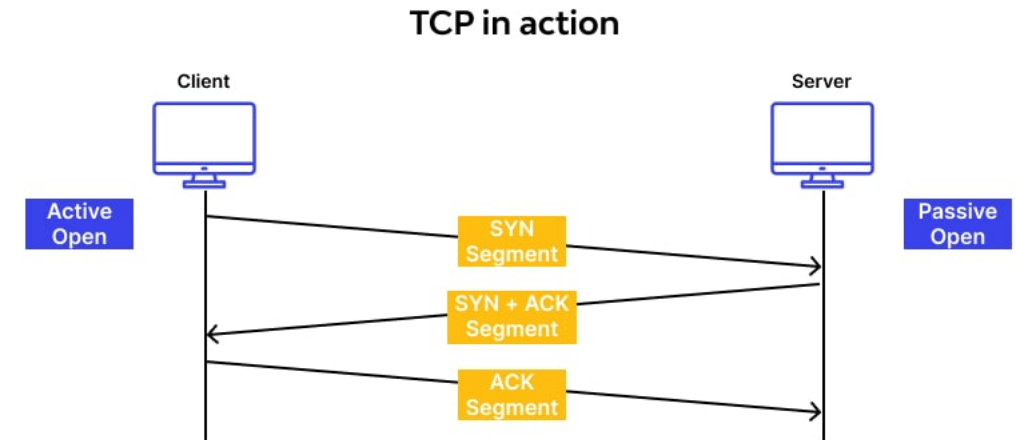 TCP in action
Client
Server
Active
Open
Passive
Open
SYN
Segment
SYN + ACK
Segment
ACK
Segment